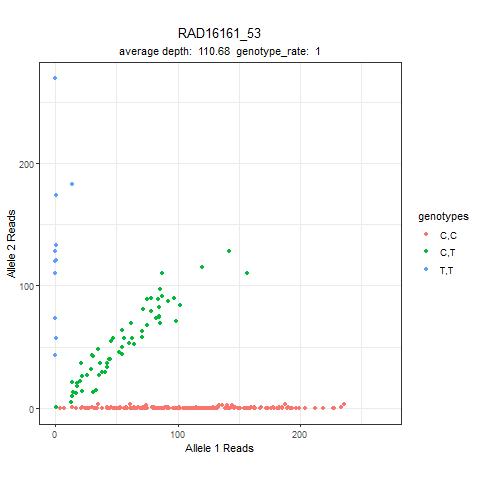 RAD16161_53
average depth: 110.68 genotype_rate: 1
Allele 2 Reads
200
100
0
0
100
200
Allele 1 Reads
genotypes
C,C
C,T
T,T